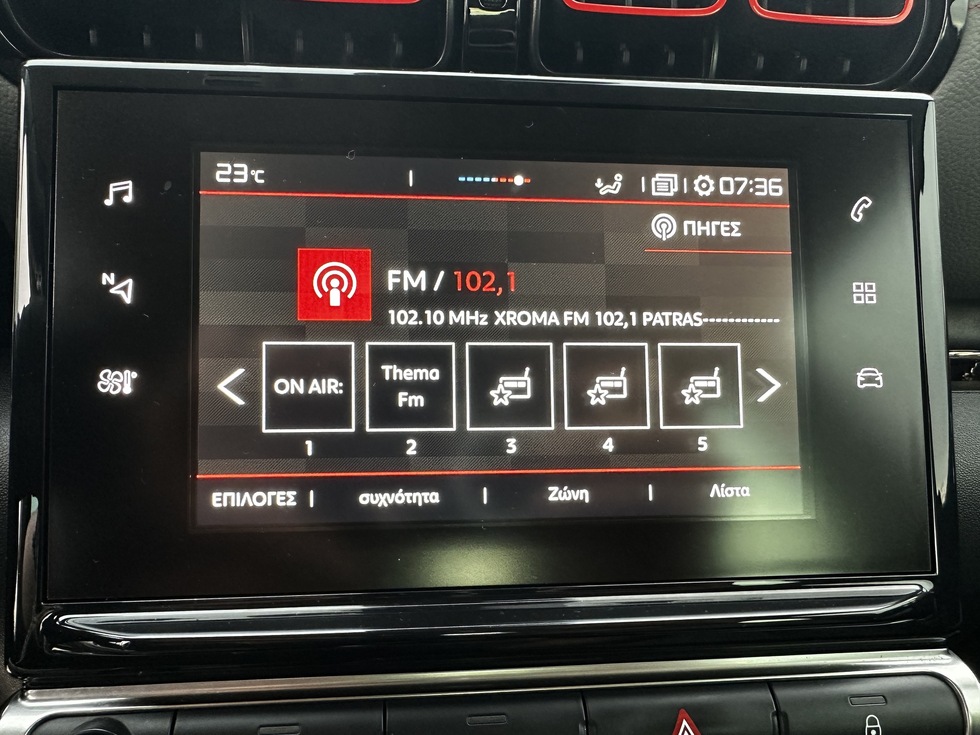 23°C
07:36
ΠΗΓΕΣ
N
FM / 102,1
102.10 MHz XROMA FM 102,1 PATRAS------------
ON AIR:
Thema
Fm
1 2 3 4 5
ΕΠΙΛΟΓΕΣ | συχνότητα | Ζώνη | Λίστα